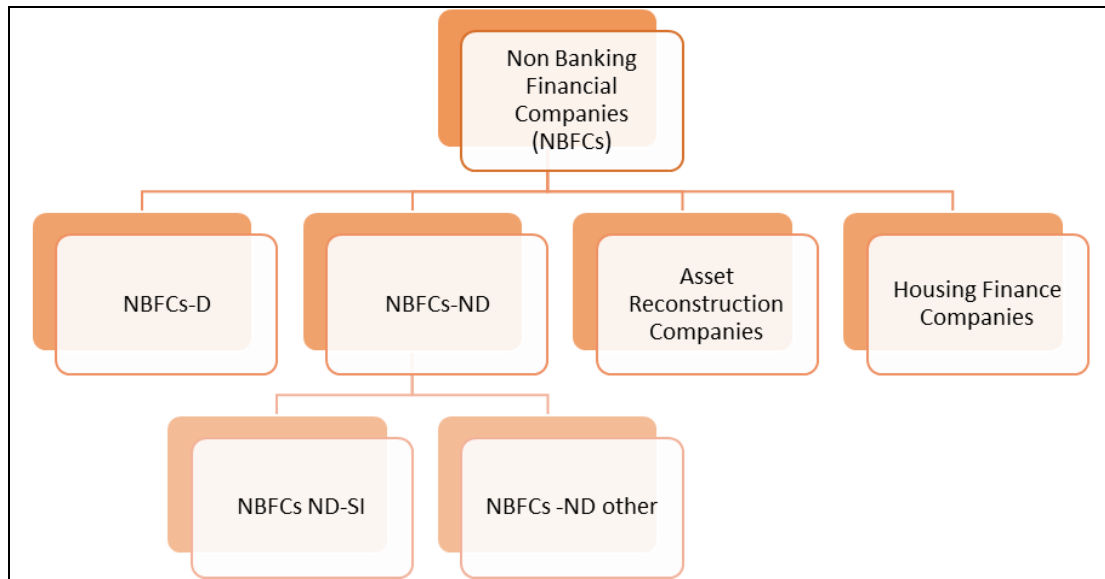 Non Banking
Financial
Companies
(NBFCs)
NBFCs-D
NBFCs-ND
Asset
Reconstruction
Companies
Housing Finance
Companies
NBFCs ND-SI
NBFCs -ND other